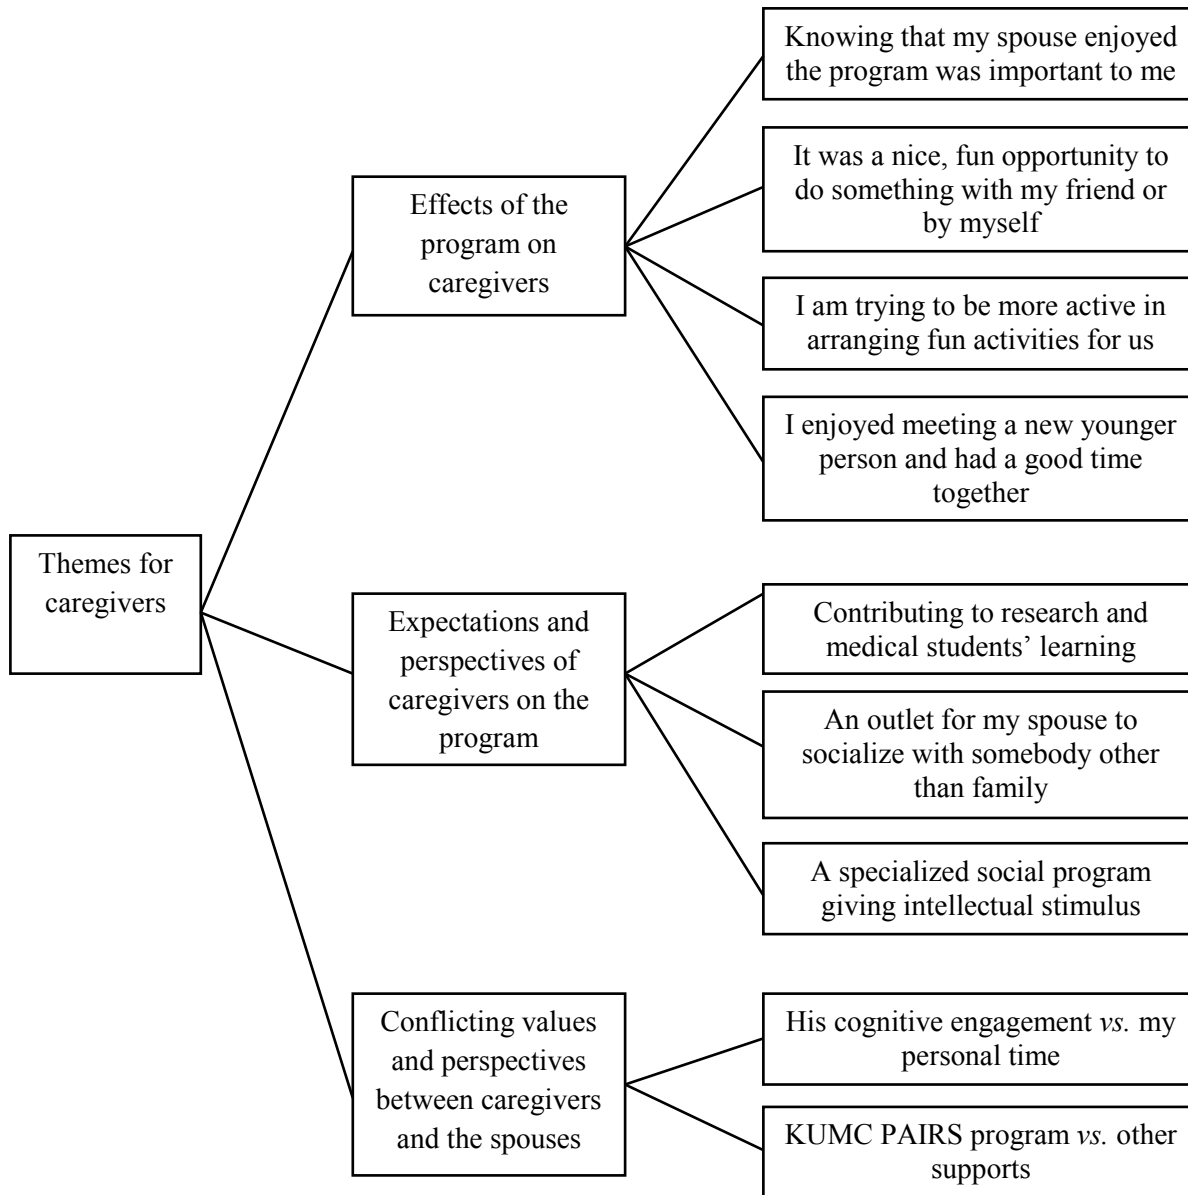 Themes for
caregivers
Effects of the
program on
caregivers
Knowing that my spouse enjoyed
the program was important to me
It was a nice, fun opportunity to
do something with my friend or
by myself
I am trying to be more active in
arranging fun activities for us
I enjoyed meeting a new younger
person and had a good time
together
Expectations and
perspectives of
caregivers on the
program
Contributing to research and
medical students’ learning
An outlet for my spouse to
socialize with somebody other
than family
A specialized social program
giving intellectual stimulus
Conflicting values
and perspectives
between caregivers
and the spouses
His cognitive engagement vs. my
personal time
KUMC PAIRS program vs. other
supports